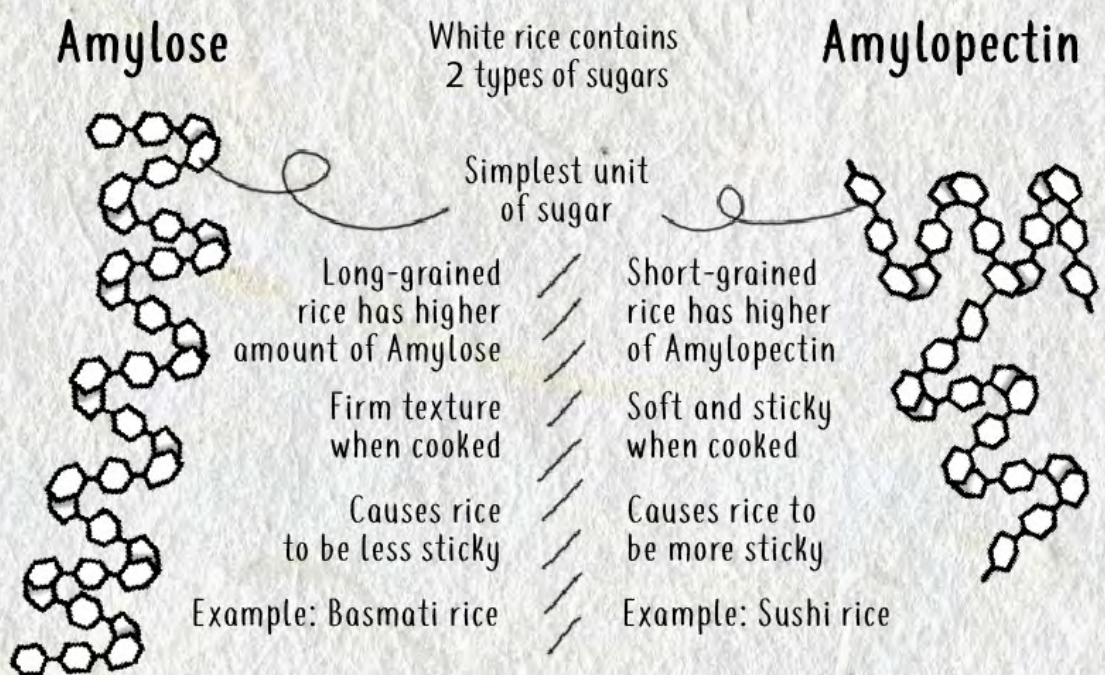 Amylose
White rice contains
2 types of sugars
Amylopectin
Simplest unit
of sugar
Long-grained
rice has higher
amount of Amylose
Firm texture
when cooked
Causes rice
to be less sticky
Example: Basmati rice
Short-grained
rice has higher
of Amylopectin
Soft and sticky
when cooked
Causes rice to
be more sticky
Example: Sushi rice